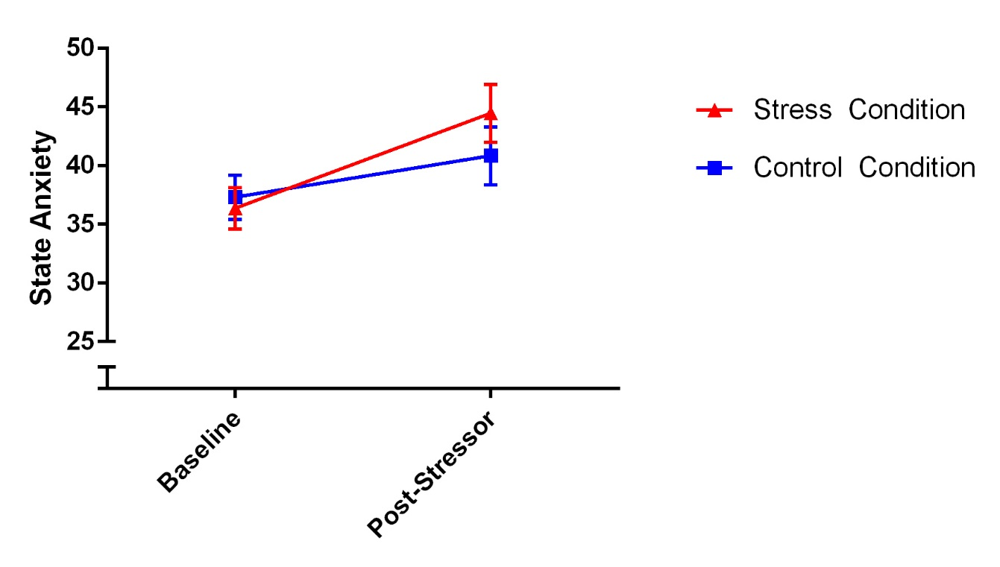 50
45
40
35
30
25
State Anxiety
Baseline
Post-Stressor
Stress Condition
Control Condition